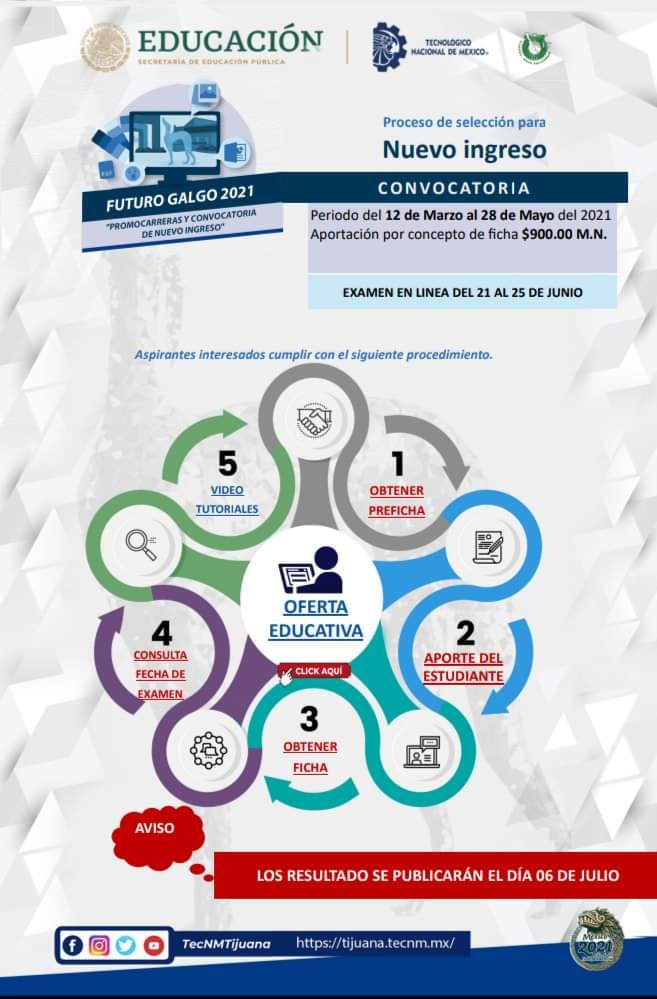 EDUCACIÓN
SECRETARÍA DE EDUCACIÓN PÚBLICA
TECNOLÓGICO
NACIONAL DE MÉXICO
FUTURO GALGO 2021
"PROMOCARRERAS Y CONVOCATORIA
DE NUEVO INGRESO"
Proceso de selección para
Nuevo ingreso
CONVOCATORIA
Periodo del 12 de Marzo al 28 de Mayo del 2021
Aportación por concepto de ficha $900.00 M.N.
EXAMEN EN LINEA DEL 21 AL 25 DE JUNIO
Aspirantes interesados cumplir con el siguiente procedimiento.
1
OBTENER
PREFICHA
2
APORTE DEL
ESTUDIANTE
3
OBTENER
FICHA
4
CONSULTA
FECHA DE
EXAMEN
5
VIDEO
TUTORIALES
OFERTA
EDUCATIVA
CLICK AQUÍ
AVISO
LOS RESULTADO SE PUBLICARÁN EL DÍA 06 DE JULIO
TecNMTijuana https://tijuana.tecnm.mx/
2021